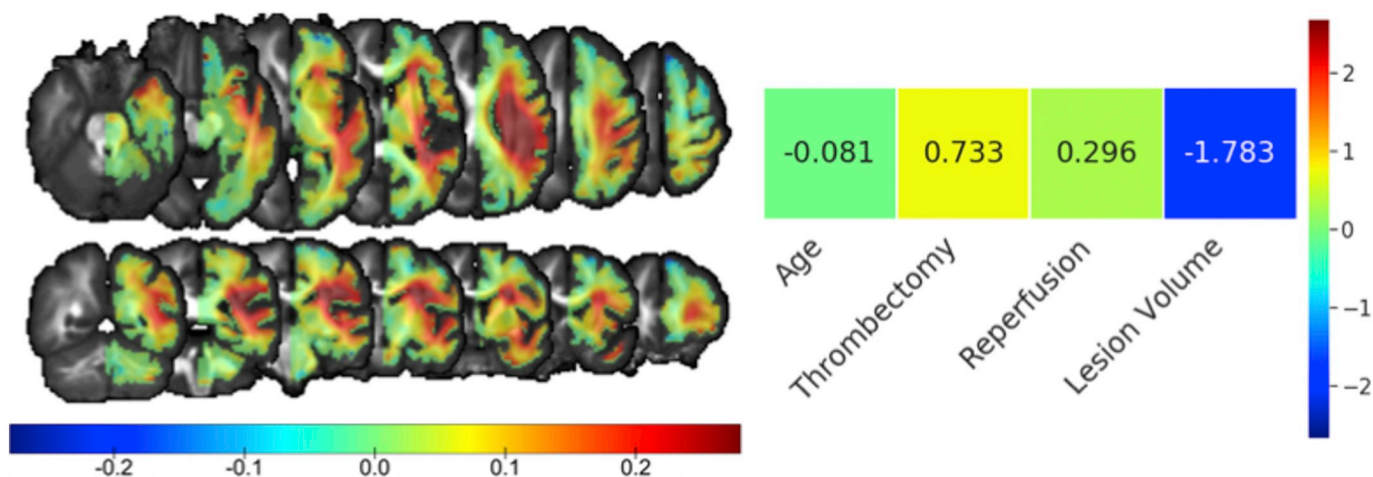 -0.081 0.733 0.296 -1.783
Age
Thrombectomy
Reperfusion
Lesion Volume
2
1
0
−1
−2
-0.2 -0.1 0.0 0.1 0.2